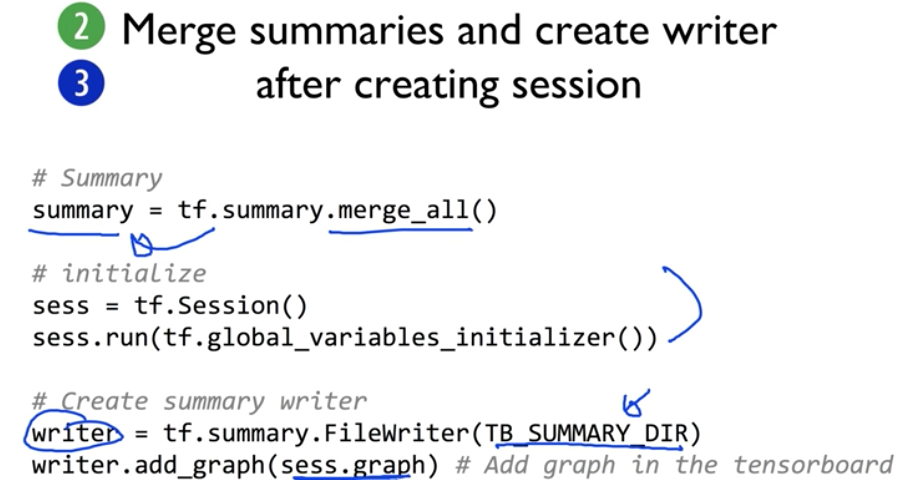 2 Merge summaries and create writer
3 after creating session
# Summary
summary = tf.summary.merge_all()
# initialize
sess = tf.Session()
sess.run(tf.global_variables_initializer())
# Create summary writer
writer = tf.summary.FileWriter(TB_SUMMARY_DIR)
writer.add_graph(sess.graph) # Add graph in the tensorboard